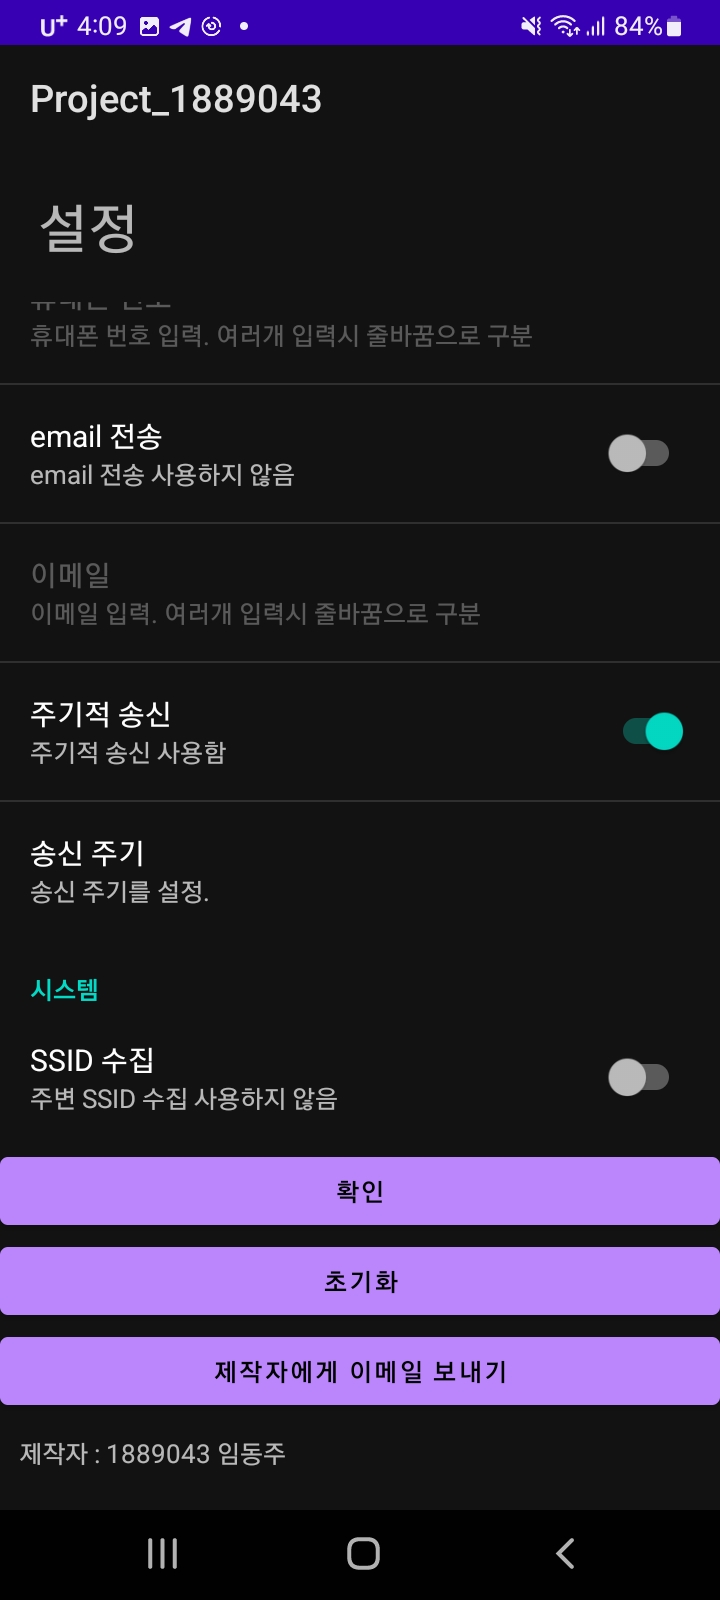 U+ 4:09 84%
Project_1889043
설정
휴대폰 번호
휴대폰 번호 입력. 여러개 입력시 줄바꿈으로 구분
email 전송
email 전송 사용하지 않음
이메일
이메일 입력. 여러개 입력시 줄바꿈으로 구분
주기적 송신
주기적 송신 사용함
송신 주기
송신 주기를 설정.
시스템
SSID 수집
주변 SSID 수집 사용하지 않음
확인
초기화
제작자에게 이메일 보내기
제작자 : 1889043 임동주